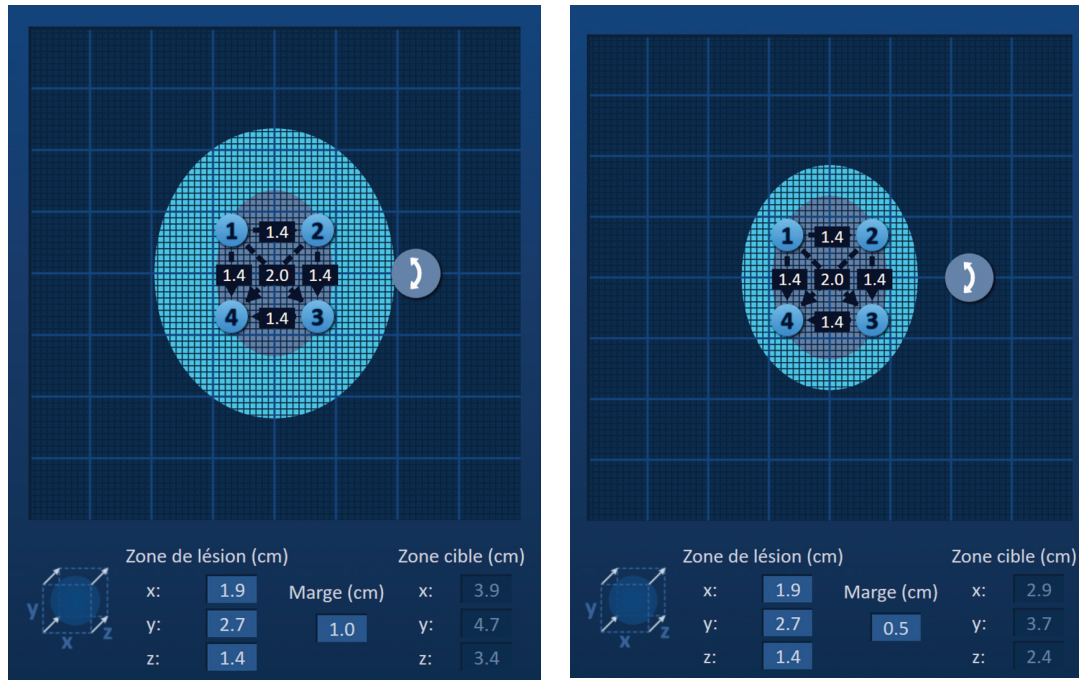 1 1.4 2
1.4 2.0 1.4
4 1.4 3
Zone de lésion (cm) Zone cible (cm)
x: 1.9 Marge (cm) x: 3.9
y: 2.7 1.0 y: 4.7
z: 1.4 z: 3.4
y x z
1 1.4 2
1.4 2.0 1.4
4 1.4 3
Zone de lésion (cm) Zone cible (cm)
x: 1.9 Marge (cm) x: 2.9
y: 2.7 0.5 y: 3.7
z: 1.4 z: 2.4
y x z